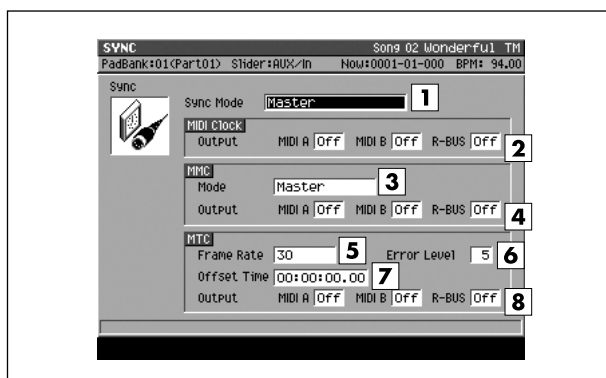 SYNC Song 02 Wonderful TM
PadBank:01(Part01) Slider:AUX/In Now:0001-01-000 BPM: 94.00
Sync
Sync Mode Master 1
MIDI Clock
Output MIDI A Off MIDI B Off R-BUS Off 2
MMC
Mode Master 3
Output MIDI A Off MIDI B Off R-BUS Off 4
MTC
Frame Rate 30 5 Error Level 5 6
Offset Time 00:00:00.00 7
Output MIDI A Off MIDI B Off R-BUS Off 8